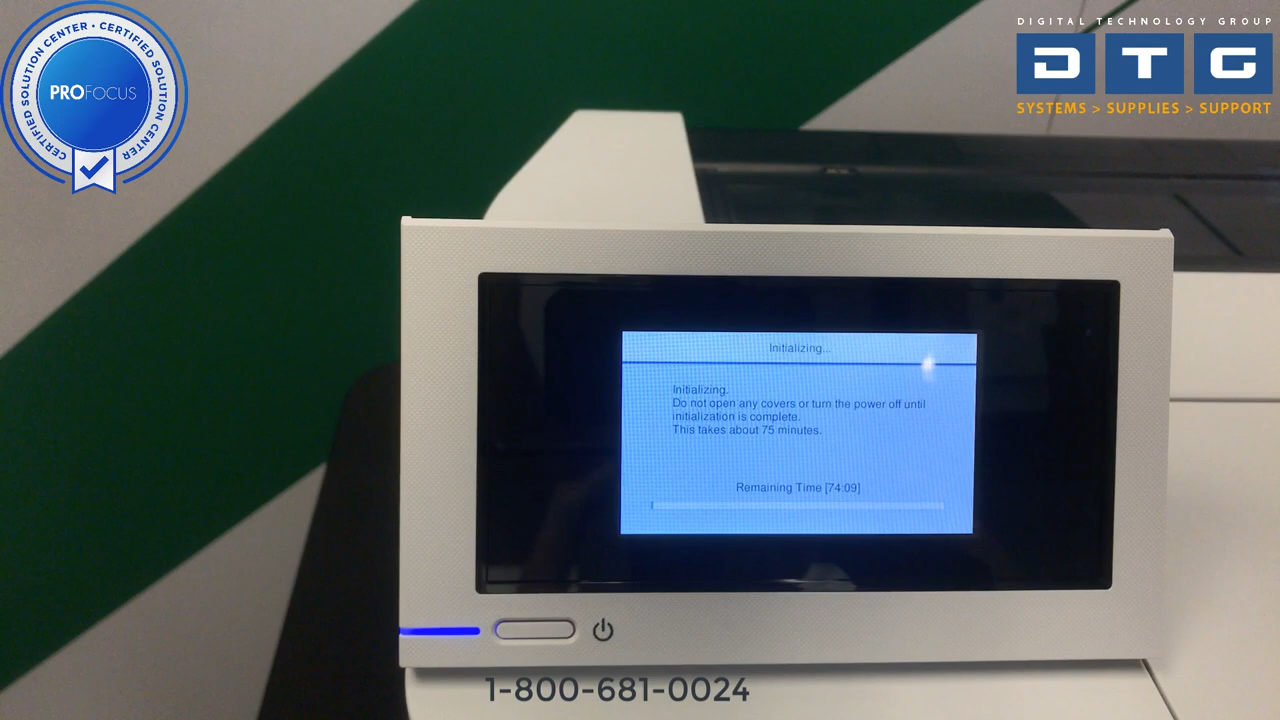 CERTIFIED SOLUTION CENTER • CERTIFIED SOLUTION CENTER
PROFOCUS
DIGITAL TECHNOLOGY GROUP
DTG
SYSTEMS > SUPPLIES > SUPPORT
Initializing...
Initializing.
Do not open any covers or turn the power off until
initialization is complete.
This takes about 75 minutes.
Remaining Time [74:09]
1-800-681-0024